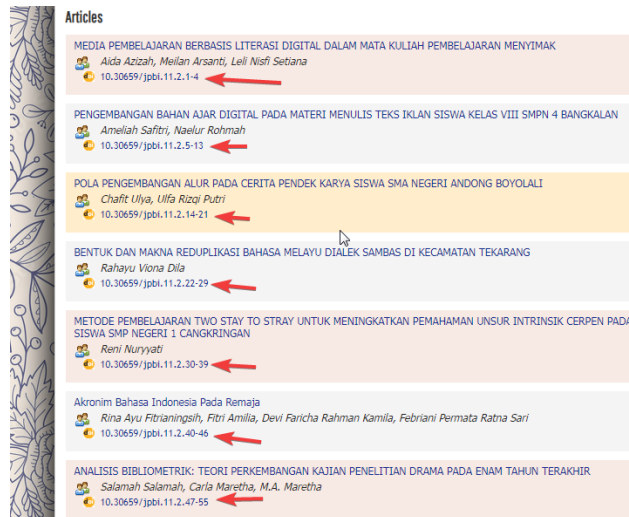 Articles
MEDIA PEMBELAJARAN BERBASIS LITERASI DIGITAL DALAM MATA KULIAH PEMBELAJARAN MENYIMAK
Aida Azizah, Meilan Arsanti, Leli Nisfi Setiana
10.30659/jpbi.11.2.1-4
PENGEMBANGAN BAHAN AJAR DIGITAL PADA MATERI MENULIS TEKS IKLAN SISWA KELAS VIII SMPN 4 BANGKALAN
Ameliah Safitri, Naelur Rohmah
10.30659/jpbi.11.2.5-13
POLA PENGEMBANGAN ALUR PADA CERITA PENDEK KARYA SISWA SMA NEGERI ANDONG BOYOLALI
Chafit Ulya, Ulfa Rizqi Putri
10.30659/jpbi.11.2.14-21
BENTUK DAN MAKNA REDUPLIKASI BAHASA MELAYU DIALEK SAMBAS DI KECAMATAN TEKARANG
Rahayu Viona Dila
10.30659/jpbi.11.2.22-29
METODE PEMBELAJARAN TWO STAY TO STRAY UNTUK MENINGKATKAN PEMAHAMAN UNSUR INTRINSIK CERPEN PADA
SISWA SMP NEGERI 1 CANGKRINGAN
Reni Nuryyati
10.30659/jpbi.11.2.30-39
Akronim Bahasa Indonesia Pada Remaja
Rina Ayu Fitrianingsih, Fitri Amilia, Devi Faricha Rahman Kamila, Febriani Permata Ratna Sari
10.30659/jpbi.11.2.40-46
ANALISIS BIBLIOMETRIK: TEORI PERKEMBANGAN KAJIAN PENELITIAN DRAMA PADA ENAM TAHUN TERAKHIR
Salamah Salamah, Carla Maretha, M.A. Maretha
10.30659/jpbi.11.2.47-55